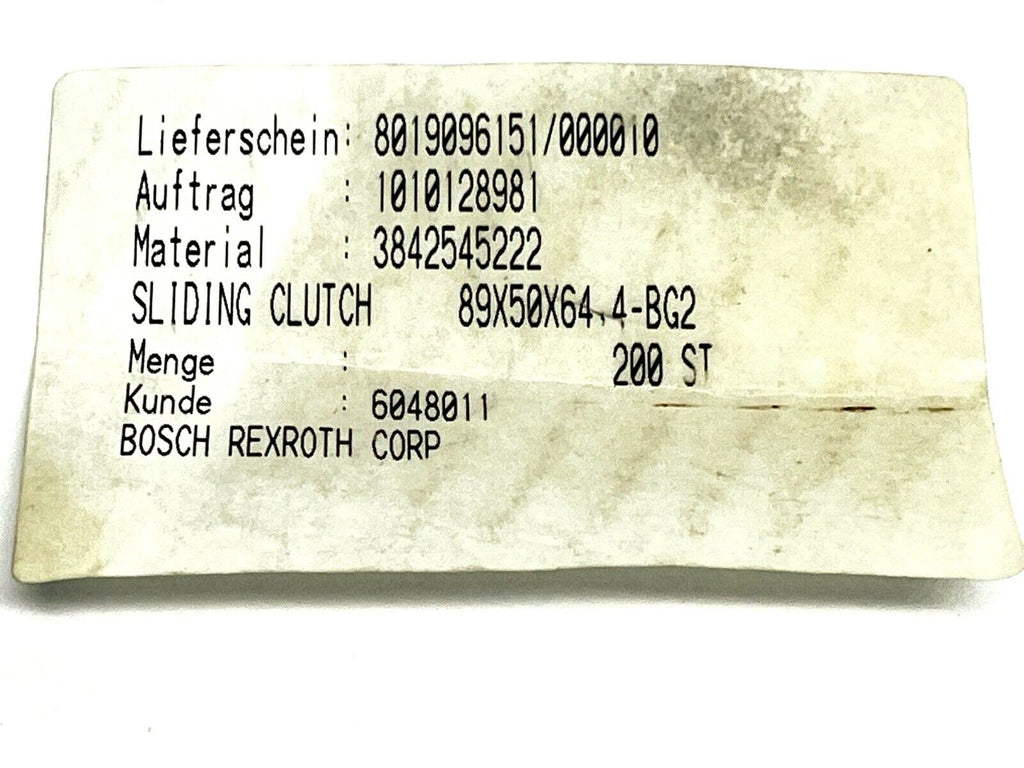 Lieferschein: 8019096151/000010
Auftrag : 1010128981
Material : 3842545222
SLIDING CLUTCH 89X50X64,4-BG2
Menge : 200 ST
Kunde : 6048011
BOSCH REXROTH CORP